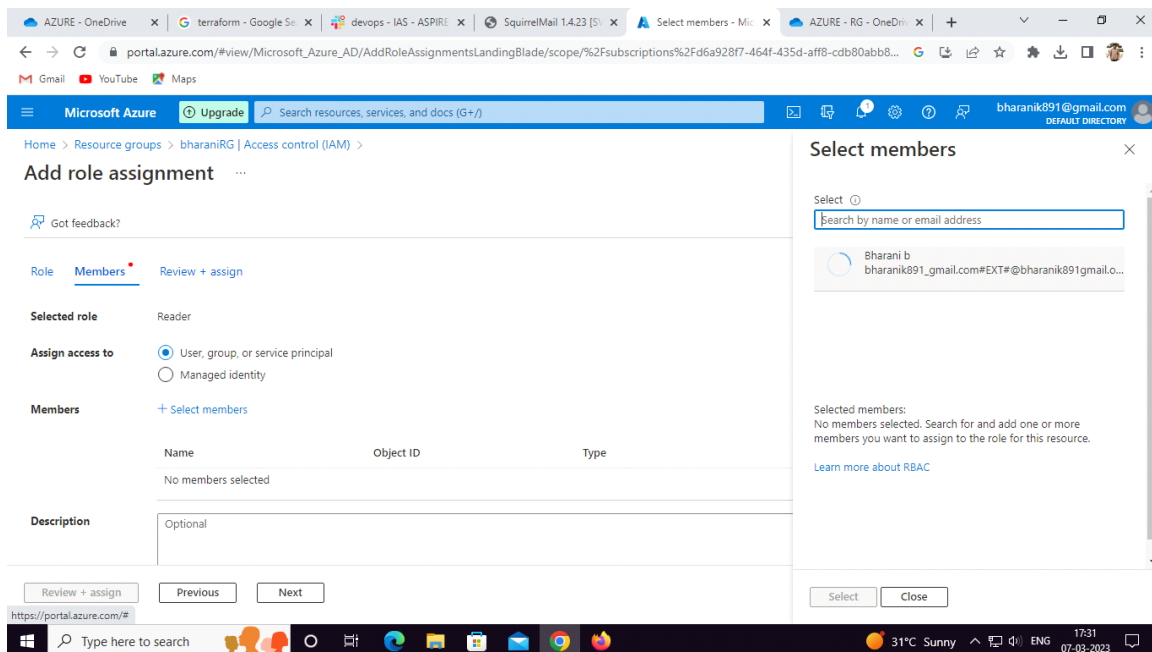 AZURE - OneDrive
terraform - Google Se
devops - IAS - ASPIRE
SquirrelMail 1.4.23 [SV
Select members - Mic
AZURE - RG - OneDriv
portal.azure.com/#view/Microsoft_Azure_AD/AddRoleAssignmentsLandingBlade/scope/%2Fsubscriptions%2Fd6a928f7-464f-435d-aff8-cdb80abb8...
Gmail YouTube Maps
Microsoft Azure Upgrade Search resources, services, and docs (G+/) 1 bharanik891@gmail.com
DEFAULT DIRECTORY
Home > Resource groups > bharaniRG | Access control (IAM) >
Add role assignment ...
Got feedback?
Role Members Review + assign
Selected role Reader
Assign access to User, group, or service principal
Managed identity
Members + Select members
Name Object ID Type
No members selected
Description Optional
Review + assign Previous Next
https://portal.azure.com/#
Select members
Select
Search by name or email address
Bharani b
bharanik891_gmail.com#EXT#@bharanik891gmail.o...
Selected members:
No members selected. Search for and add one or more
members you want to assign to the role for this resource.
Learn more about RBAC
Select Close
Type here to search 31°C Sunny ENG 17:31
07-03-2023